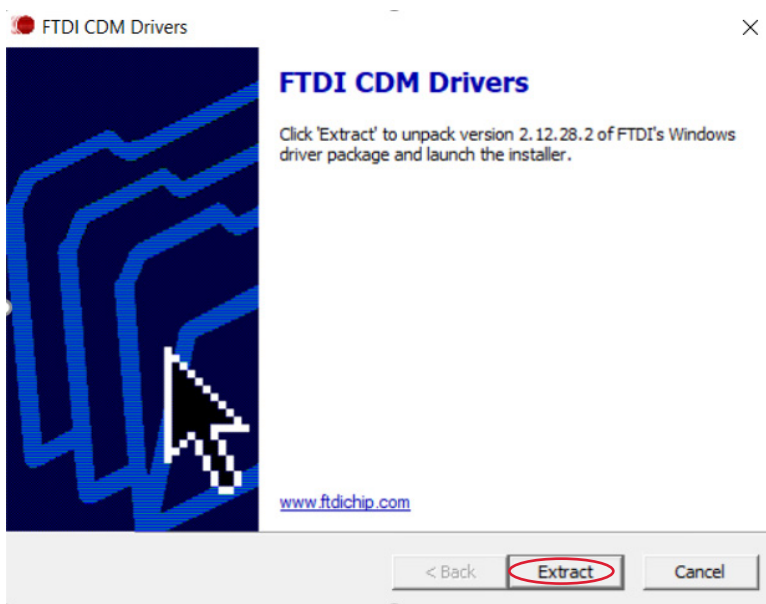 FTDI CDM Drivers
FTDI CDM Drivers
Click 'Extract' to unpack version 2.12.28.2 of FTDI's Windows
driver package and launch the installer.
www.ftdichip.com
< Back Extract Cancel